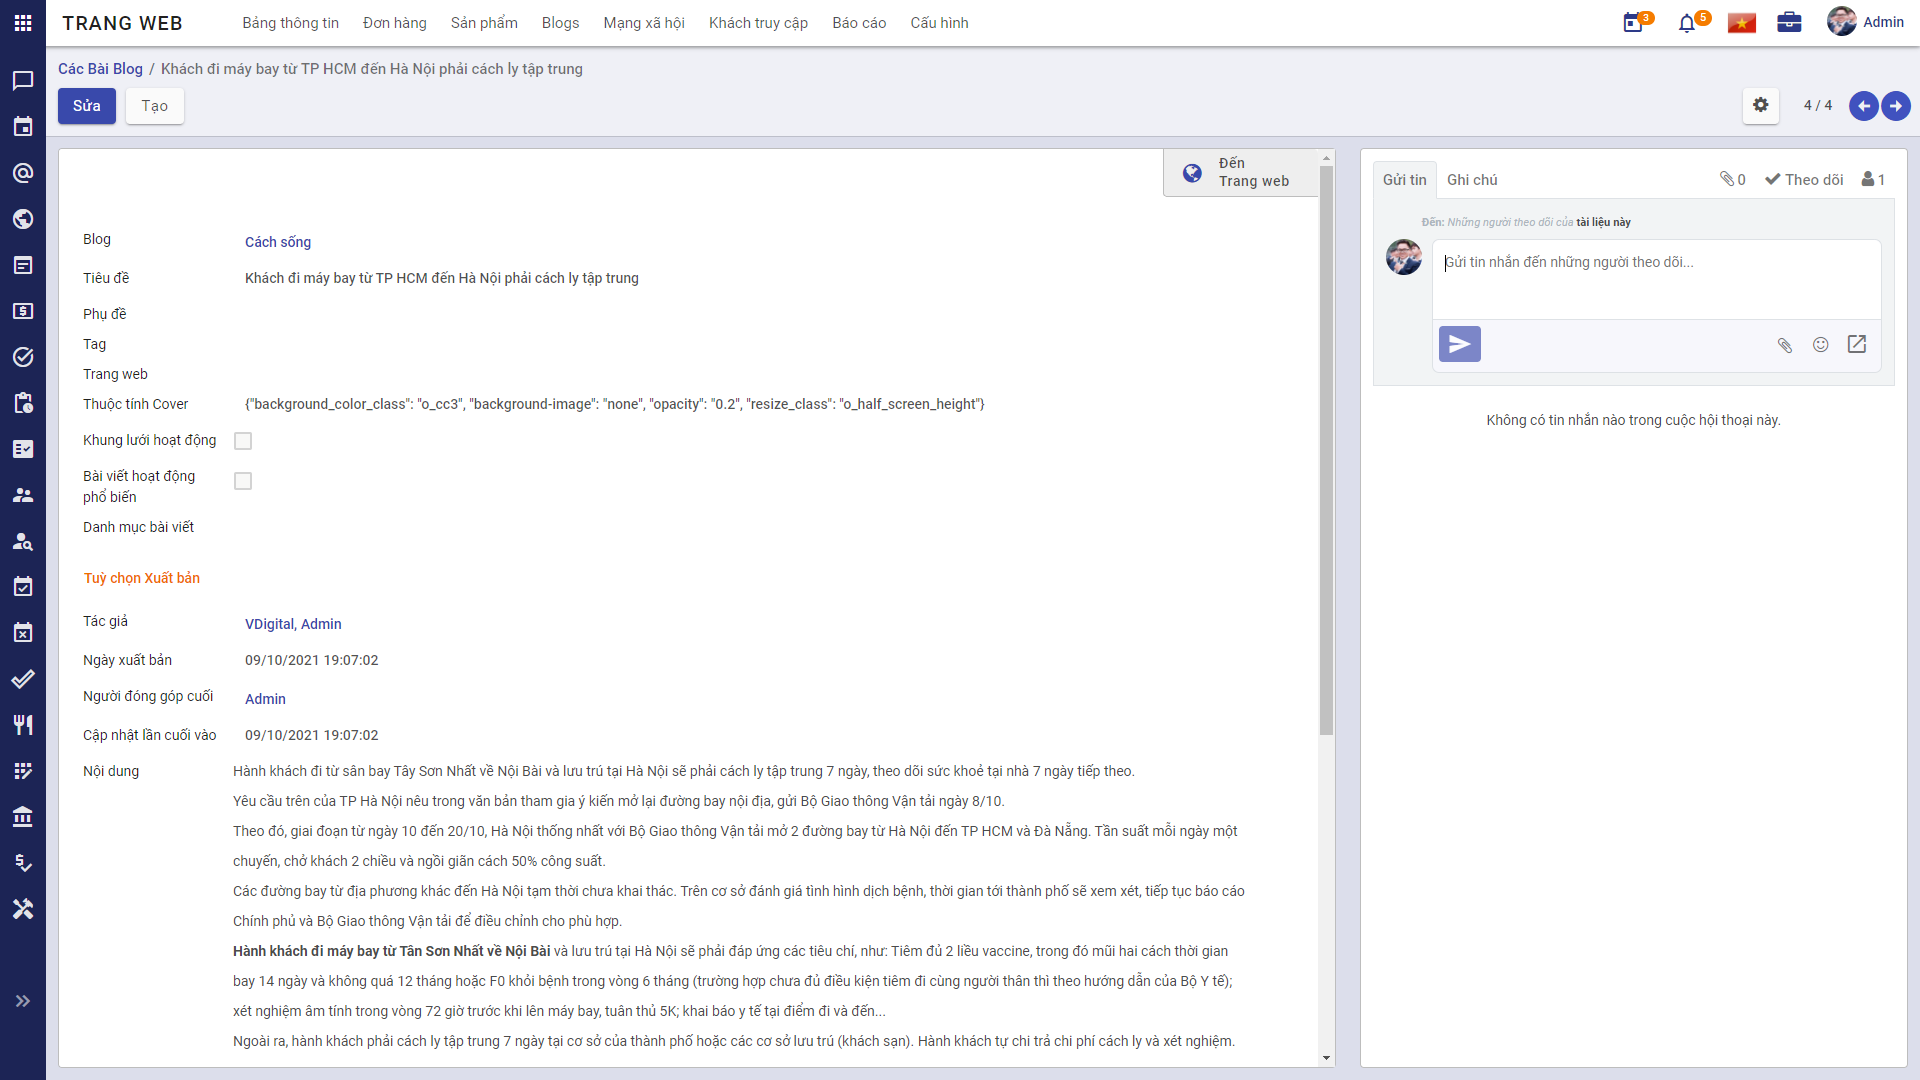 TRANG WEB
Bảng thông tin
Đơn hàng
Sản phẩm
Blogs
Mạng xã hội
Khách truy cập
Báo cáo
Cấu hình
3
5
Admin
Các Bài Blog / Khách đi máy bay từ TP HCM đến Hà Nội phải cách ly tập trung
Sửa
Tạo
4 / 4
Đến
Trang web
Blog
Cách sống
Tiêu đề
Khách đi máy bay từ TP HCM đến Hà Nội phải cách ly tập trung
Phụ đề
Tag
Trang web
Thuộc tính Cover
{"background_color_class": "o_cc3", "background-image": "none", "opacity": "0.2", "resize_class": "o_half_screen_height"}
Khung lưới hoạt động
Bài viết hoạt động
phổ biến
Danh mục bài viết
Tuỳ chọn Xuất bản
Tác giả
VDigital, Admin
Ngày xuất bản
09/10/2021 19:07:02
Người đóng góp cuối
Admin
Cập nhật lần cuối vào
09/10/2021 19:07:02
Nội dung
Hành khách đi từ sân bay Tây Sơn Nhất về Nội Bài và lưu trú tại Hà Nội sẽ phải cách ly tập trung 7 ngày, theo dõi sức khoẻ tại nhà 7 ngày tiếp theo.
Yêu cầu trên của TP Hà Nội nêu trong văn bản tham gia ý kiến mở lại đường bay nội địa, gửi Bộ Giao thông Vận tải ngày 8/10.
Theo đó, giai đoạn từ ngày 10 đến 20/10, Hà Nội thống nhất với Bộ Giao thông Vận tải mở 2 đường bay từ Hà Nội đến TP HCM và Đà Nẵng. Tần suất mỗi ngày một
chuyến, chở khách 2 chiều và ngồi giãn cách 50% công suất.
Các đường bay từ địa phương khác đến Hà Nội tạm thời chưa khai thác. Trên cơ sở đánh giá tình hình dịch bệnh, thời gian tới thành phố sẽ xem xét, tiếp tục báo cáo
Chính phủ và Bộ Giao thông Vận tải để điều chỉnh cho phù hợp.
Hành khách đi máy bay từ Tân Sơn Nhất về Nội Bài và lưu trú tại Hà Nội sẽ phải đáp ứng các tiêu chí, như: Tiêm đủ 2 liều vaccine, trong đó mũi hai cách thời gian
bay 14 ngày và không quá 12 tháng hoặc F0 khỏi bệnh trong vòng 6 tháng (trường hợp chưa đủ điều kiện tiêm đi cùng người thân thì theo hướng dẫn của Bộ Y tế);
xét nghiệm âm tính trong vòng 72 giờ trước khi lên máy bay, tuân thủ 5K; khai báo y tế tại điểm đi và đến...
Ngoài ra, hành khách phải cách ly tập trung 7 ngày tại cơ sở của thành phố hoặc các cơ sở lưu trú (khách sạn). Hành khách tự chi trả chi phí cách ly và xét nghiệm.
Gửi tin
Ghi chú
0
Theo dõi
1
Đến: Những người theo dõi của tài liệu này
Gửi tin nhắn đến những người theo dõi...
Không có tin nhắn nào trong cuộc hội thoại này.